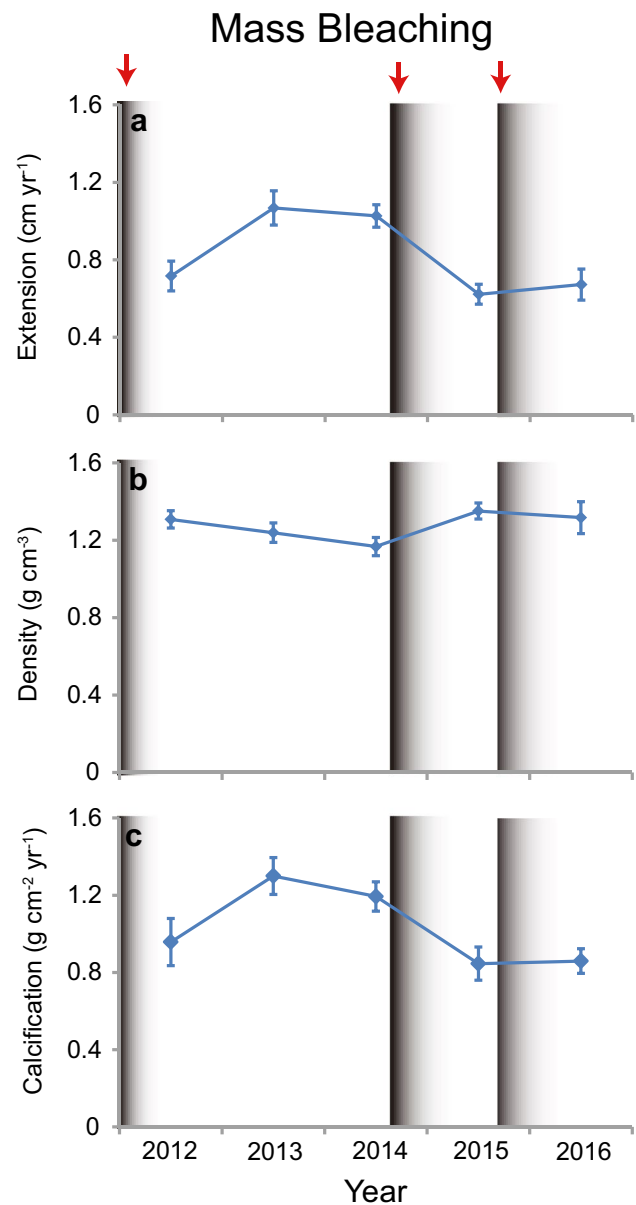 Mass Bleaching
a
Extension (cm yr⁻¹)
1.6
1.2
0.8
0.4
0
b
Density (g cm⁻³)
1.6
1.2
0.8
0.4
0
c
Calcification (g cm⁻² yr⁻¹)
1.6
1.2
0.8
0.4
0
2012 2013 2014 2015 2016
Year